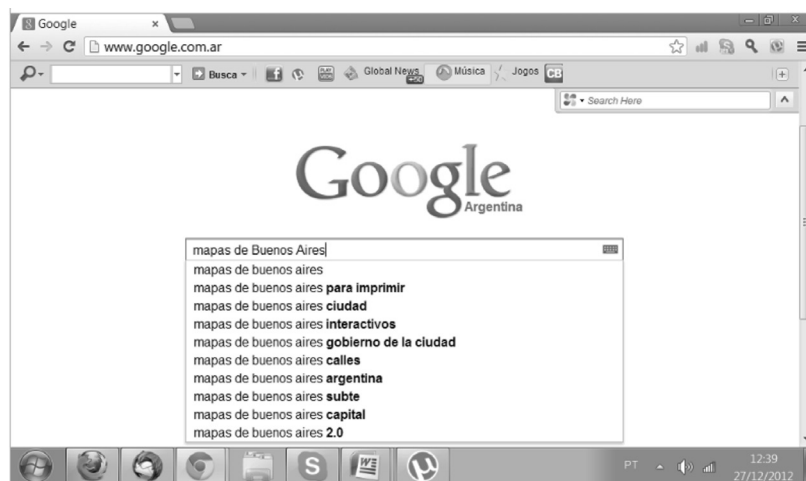 Google
www.google.com.ar
Busca
Global News
Música
Jogos
CB
Search Here
Google
Argentina
mapas de Buenos Aires
mapas de buenos aires
mapas de buenos aires para imprimir
mapas de buenos aires ciudad
mapas de buenos aires interactivos
mapas de buenos aires gobierno de la ciudad
mapas de buenos aires calles
mapas de buenos aires argentina
mapas de buenos aires subte
mapas de buenos aires capital
mapas de buenos aires 2.0
PT
12:39
27/12/2012